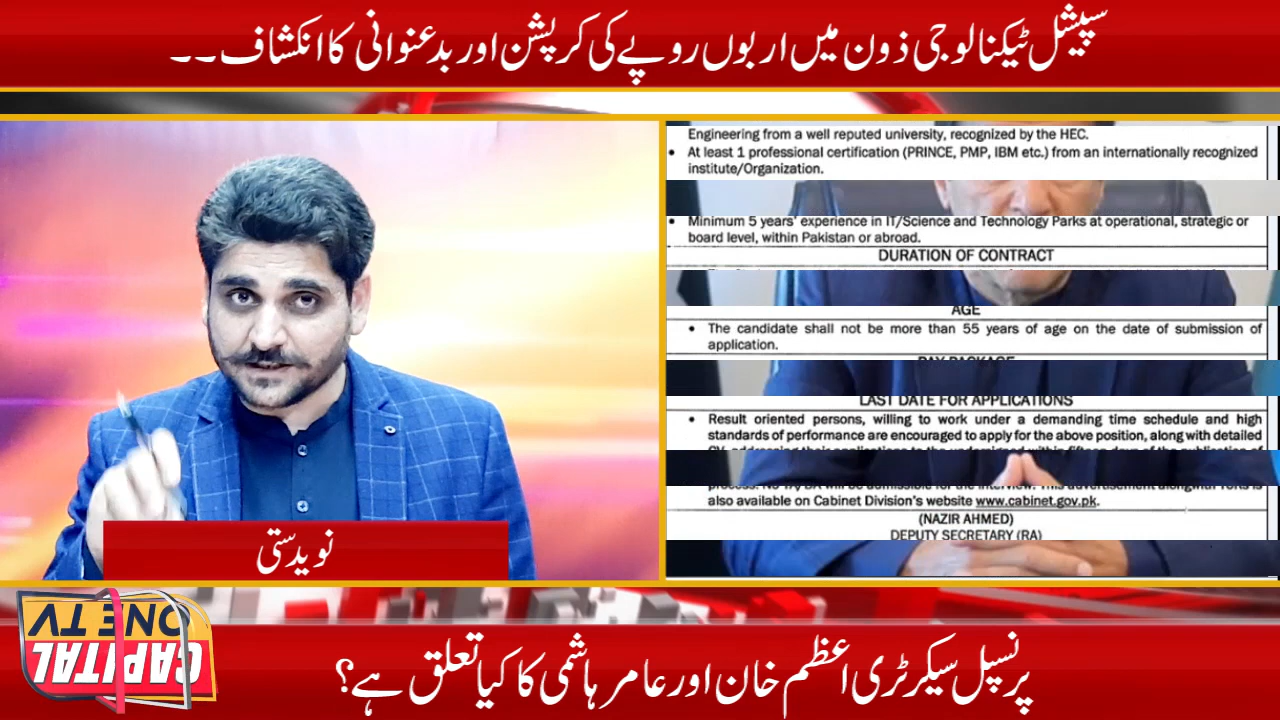 سپیشل ٹیکنالوجی ذون میں اربوں روپے کی کرپشن اور بدعنوانی کا انکشاف۔۔
Engineering from a well reputed university, recognized by the HEC.
• At least 1 professional certification (PRINCE, PMP, IBM etc.) from an internationally recognized
institute/Organization.
• Minimum 5 years' experience in IT/Science and Technology Parks at operational, strategic or
board level, within Pakistan or abroad.
DURATION OF CONTRACT
AGE
• The candidate shall not be more than 55 years of age on the date of submission of
application.
PAY PACKAGE
LAST DATE FOR APPLICATIONS
• Result oriented persons, willing to work under a demanding time schedule and high
standards of performance are encouraged to apply for the above position, along with detailed
also available on Cabinet Division's website www.cabinet.gov.pk.
(NAZIR AHMED)
DEPUTY SECRETARY (RA)
نوید ستی
CAPITAL
ONE TV
پرنسپل سیکرٹری اعظم خان اور عامر ہاشمی کا کیا تعلق ہے؟